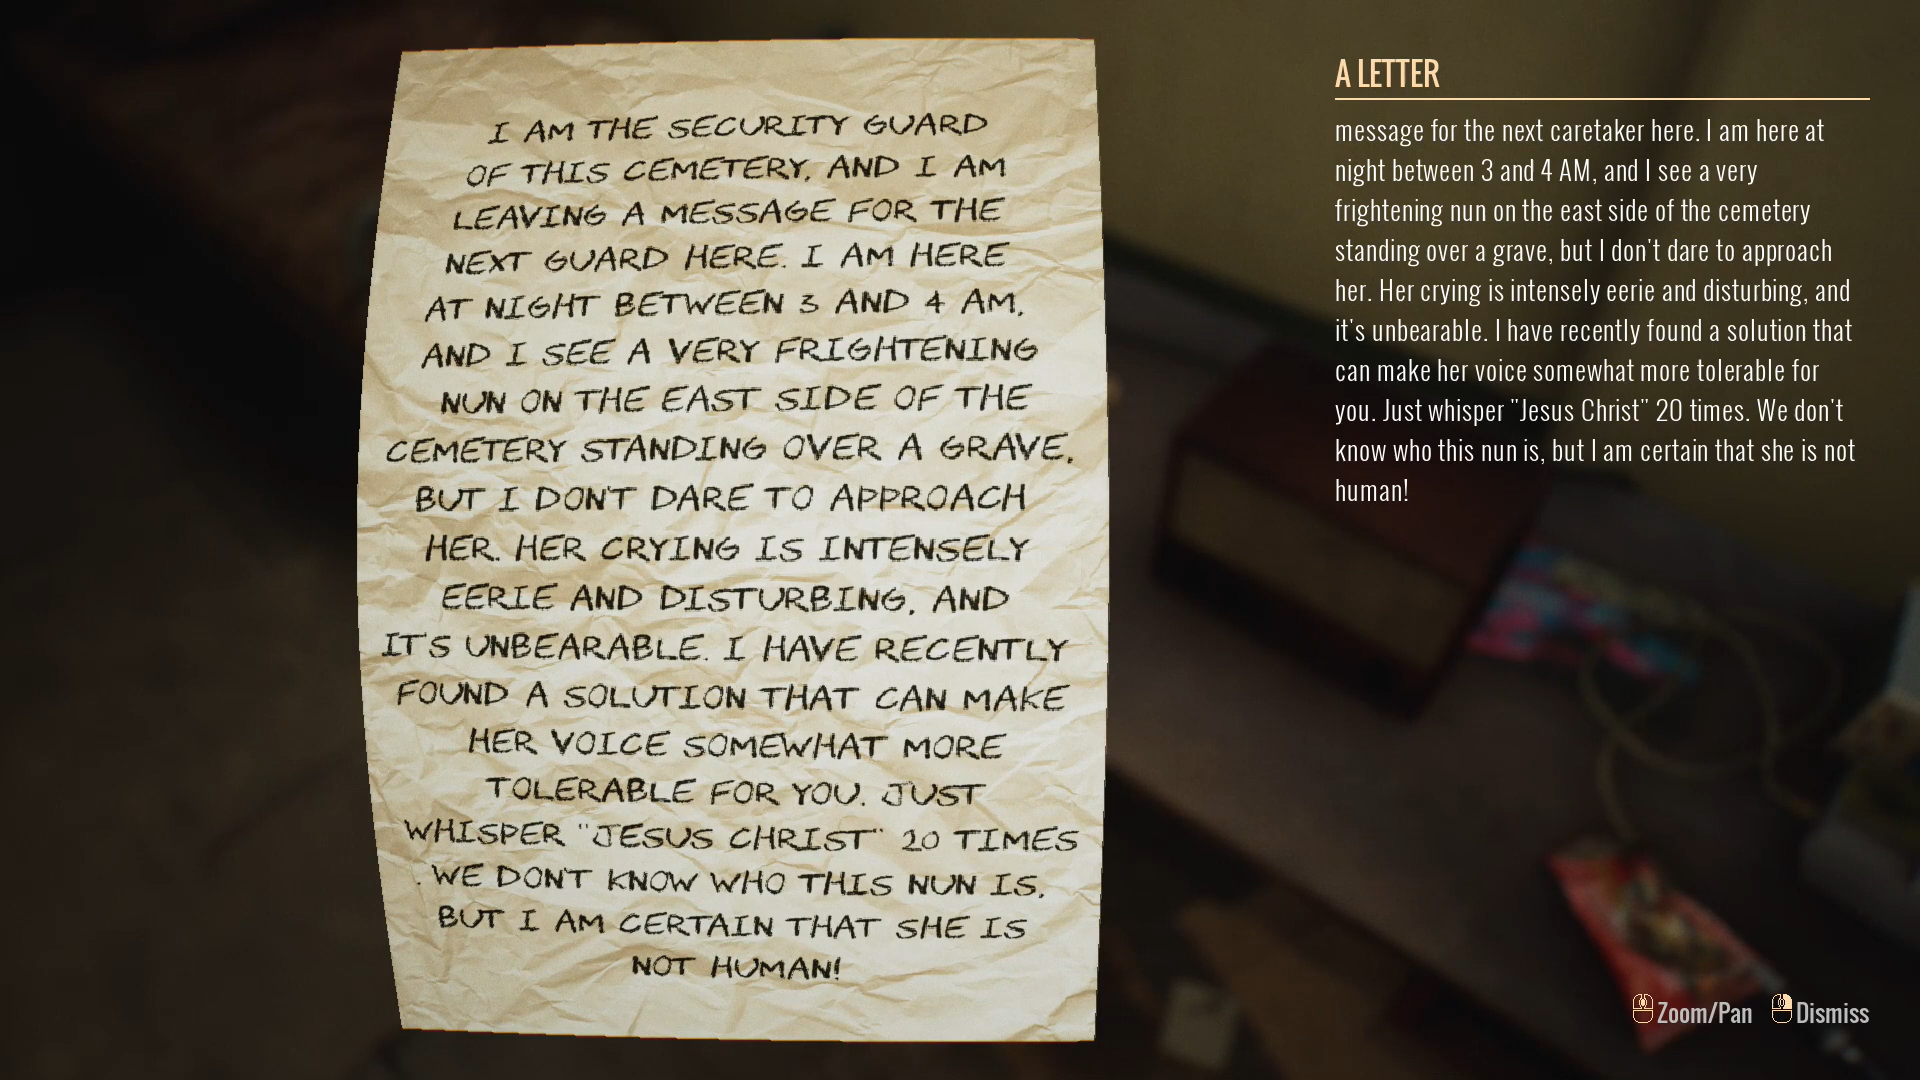 I AM THE SECURITY GUARD
OF THIS CEMETERY, AND I AM
LEAVING A MESSAGE FOR THE
NEXT GUARD HERE. I AM HERE
AT NIGHT BETWEEN 3 AND 4 AM,
AND I SEE A VERY FRIGHTENING
NUN ON THE EAST SIDE OF THE
CEMETERY STANDING OVER A GRAVE,
BUT I DON'T DARE TO APPROACH
HER. HER CRYING IS INTENSELY
EERIE AND DISTURBING, AND
IT'S UNBEARABLE. I HAVE RECENTLY
FOUND A SOLUTION THAT CAN MAKE
HER VOICE SOMEWHAT MORE
TOLERABLE FOR YOU. JUST
WHISPER "JESUS CHRIST" 20 TIMES
. WE DON'T KNOW WHO THIS NUN IS,
BUT I AM CERTAIN THAT SHE IS
NOT HUMAN!
A LETTER
message for the next caretaker here. I am here at
night between 3 and 4 AM, and I see a very
frightening nun on the east side of the cemetery
standing over a grave, but I don't dare to approach
her. Her crying is intensely eerie and disturbing, and
it's unbearable. I have recently found a solution that
can make her voice somewhat more tolerable for
you. Just whisper "Jesus Christ" 20 times. We don't
know who this nun is, but I am certain that she is not
human!
Zoom/Pan
Dismiss